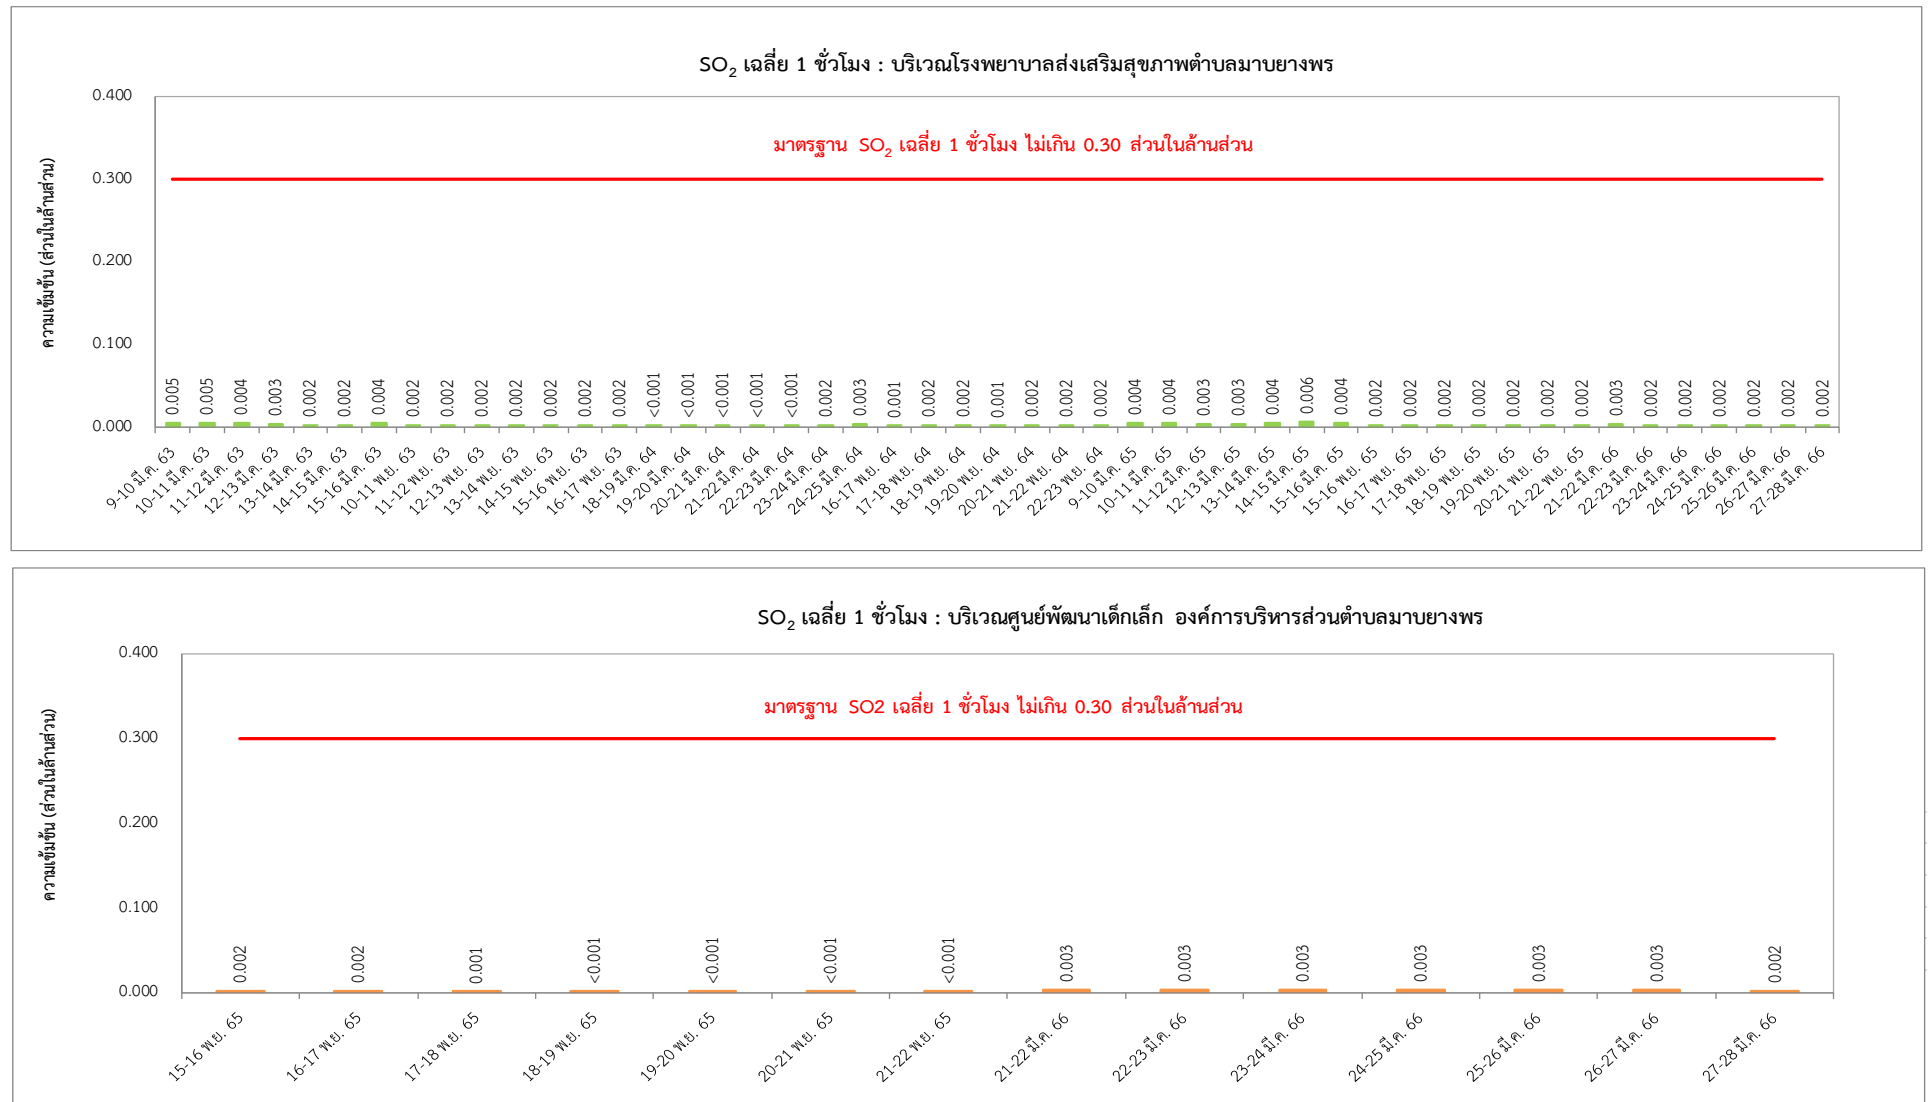 SO2 เฉลี่ย 1 ชั่วโมง : บริเวณโรงพยาบาลส่งเสริมสุขภาพตำบลมาบยางพร
มาตรฐาน SO2 เฉลี่ย 1 ชั่วโมง ไม่เกิน 0.30 ส่วนในล้านส่วน
ความเข้มข้น (ส่วนในล้านส่วน)
0.400
0.300
0.200
0.100
0.000
0.005 0.005 0.004 0.003 0.002 0.002 0.004 0.002 0.002 0.002 0.002 0.002 0.002 0.002 <0.001 <0.001 <0.001 <0.001 <0.001 0.002 0.003 0.001 0.002 0.002 0.001 0.002 0.002 0.002 0.004 0.004 0.003 0.003 0.004 0.006 0.004 0.002 0.002 0.002 0.002 0.002 0.002 0.002 0.003 0.002 0.002 0.002 0.002 0.002 0.002
9-10 มี.ค. 63 10-11 มี.ค. 63 11-12 มี.ค. 63 12-13 มี.ค. 63 13-14 มี.ค. 63 14-15 มี.ค. 63 15-16 มี.ค. 63 10-11 พ.ย. 63 11-12 พ.ย. 63 12-13 พ.ย. 63 13-14 พ.ย. 63 14-15 พ.ย. 63 15-16 พ.ย. 63 16-17 พ.ย. 63 18-19 มี.ค. 64 19-20 มี.ค. 64 20-21 มี.ค. 64 21-22 มี.ค. 64 22-23 มี.ค. 64 23-24 มี.ค. 64 24-25 มี.ค. 64 16-17 พ.ย. 64 17-18 พ.ย. 64 18-19 พ.ย. 64 19-20 พ.ย. 64 20-21 พ.ย. 64 21-22 พ.ย. 64 22-23 พ.ย. 64 9-10 มี.ค. 65 10-11 มี.ค. 65 11-12 มี.ค. 65 12-13 มี.ค. 65 13-14 มี.ค. 65 14-15 มี.ค. 65 15-16 มี.ค. 65 15-16 พ.ย. 65 16-17 พ.ย. 65 17-18 พ.ย. 65 18-19 พ.ย. 65 19-20 พ.ย. 65 20-21 พ.ย. 65 21-22 พ.ย. 65 21-22 มี.ค. 66 22-23 มี.ค. 66 23-24 มี.ค. 66 24-25 มี.ค. 66 25-26 มี.ค. 66 26-27 มี.ค. 66 27-28 มี.ค. 66
SO2 เฉลี่ย 1 ชั่วโมง : บริเวณศูนย์พัฒนาเด็กเล็ก องค์การบริหารส่วนตำบลมาบยางพร
มาตรฐาน SO2 เฉลี่ย 1 ชั่วโมง ไม่เกิน 0.30 ส่วนในล้านส่วน
ความเข้มข้น (ส่วนในล้านส่วน)
0.400
0.300
0.200
0.100
0.000
0.002 0.002 0.001 <0.001 <0.001 <0.001 <0.001 0.003 0.003 0.003 0.003 0.003 0.003 0.002
15-16 พ.ย. 65 16-17 พ.ย. 65 17-18 พ.ย. 65 18-19 พ.ย. 65 19-20 พ.ย. 65 20-21 พ.ย. 65 21-22 พ.ย. 65 21-22 มี.ค. 66 22-23 มี.ค. 66 23-24 มี.ค. 66 24-25 มี.ค. 66 25-26 มี.ค. 66 26-27 มี.ค. 66 27-28 มี.ค. 66